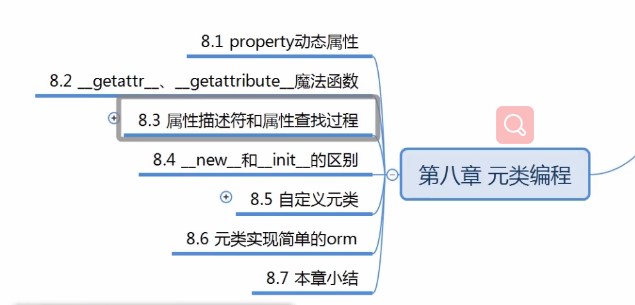 8.1 property动态属性
8.2 __getattr__、__getattribute__魔法函数
8.3 属性描述符和属性查找过程
8.4 __new__和__init__的区别
第八章 元类编程
8.5 自定义元类
8.6 元类实现简单的orm
8.7 本章小结